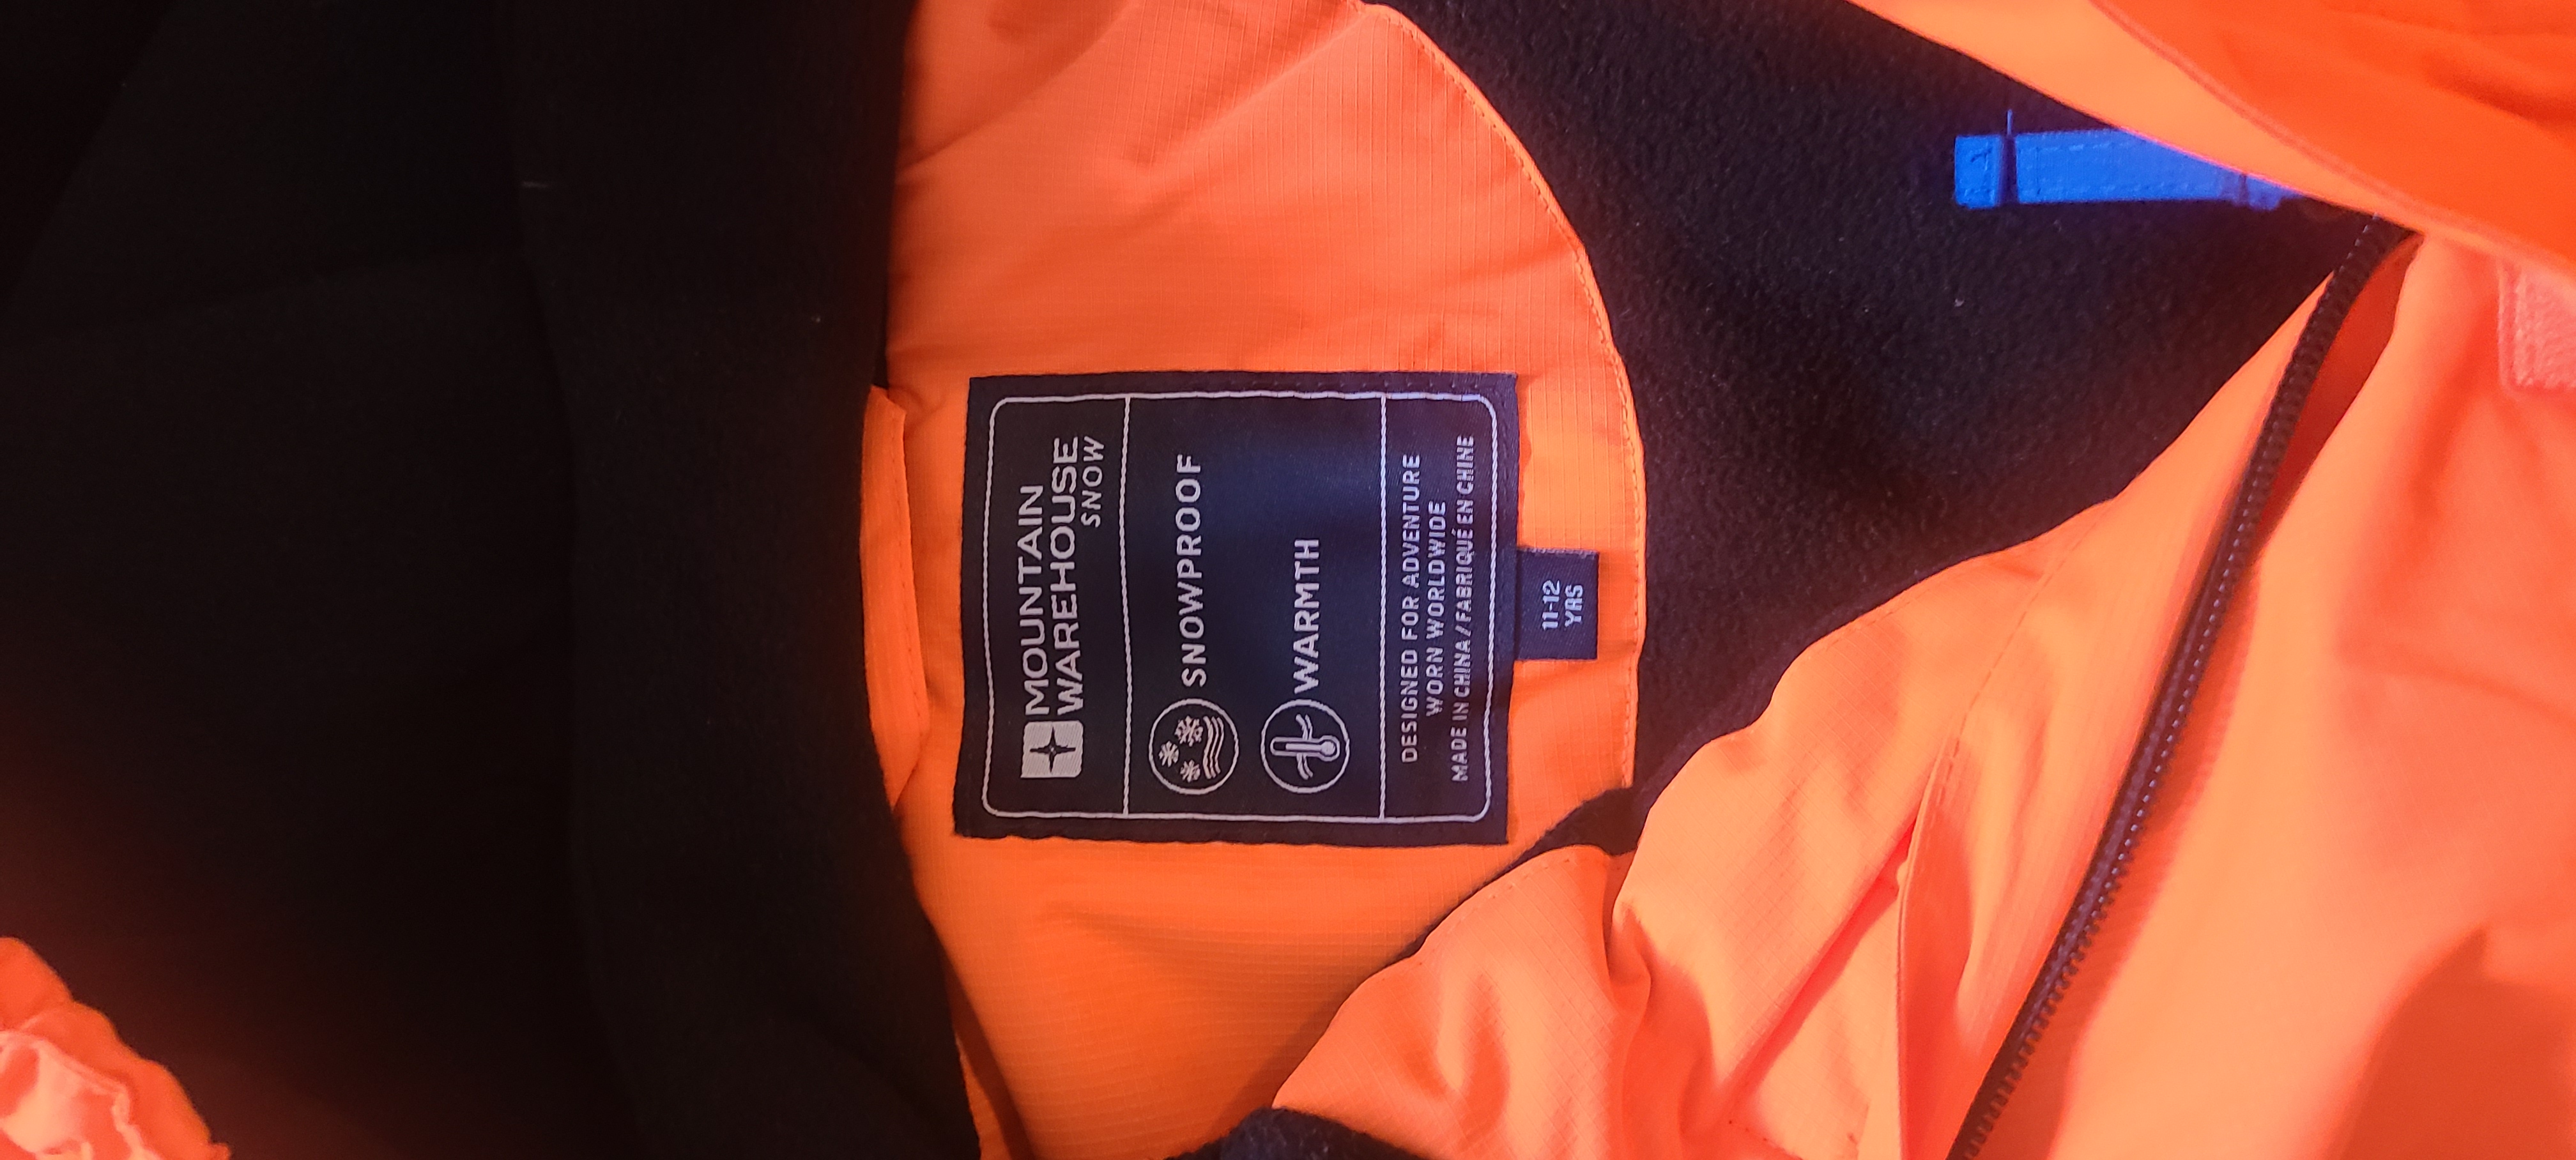 MOUNTAIN
WAREHOUSE
SNOW
SNOWPROOF
WARMTH
DESIGNED FOR ADVENTURE
WORN WORLDWIDE
MADE IN CHINA/FABRIQUÉ EN CHINE
11-12
YRS